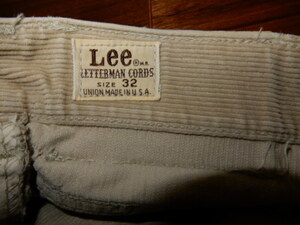 Lee ® M.R.
LETTERMAN CORDS
SIZE 32
UNION MADE IN U.S.A.